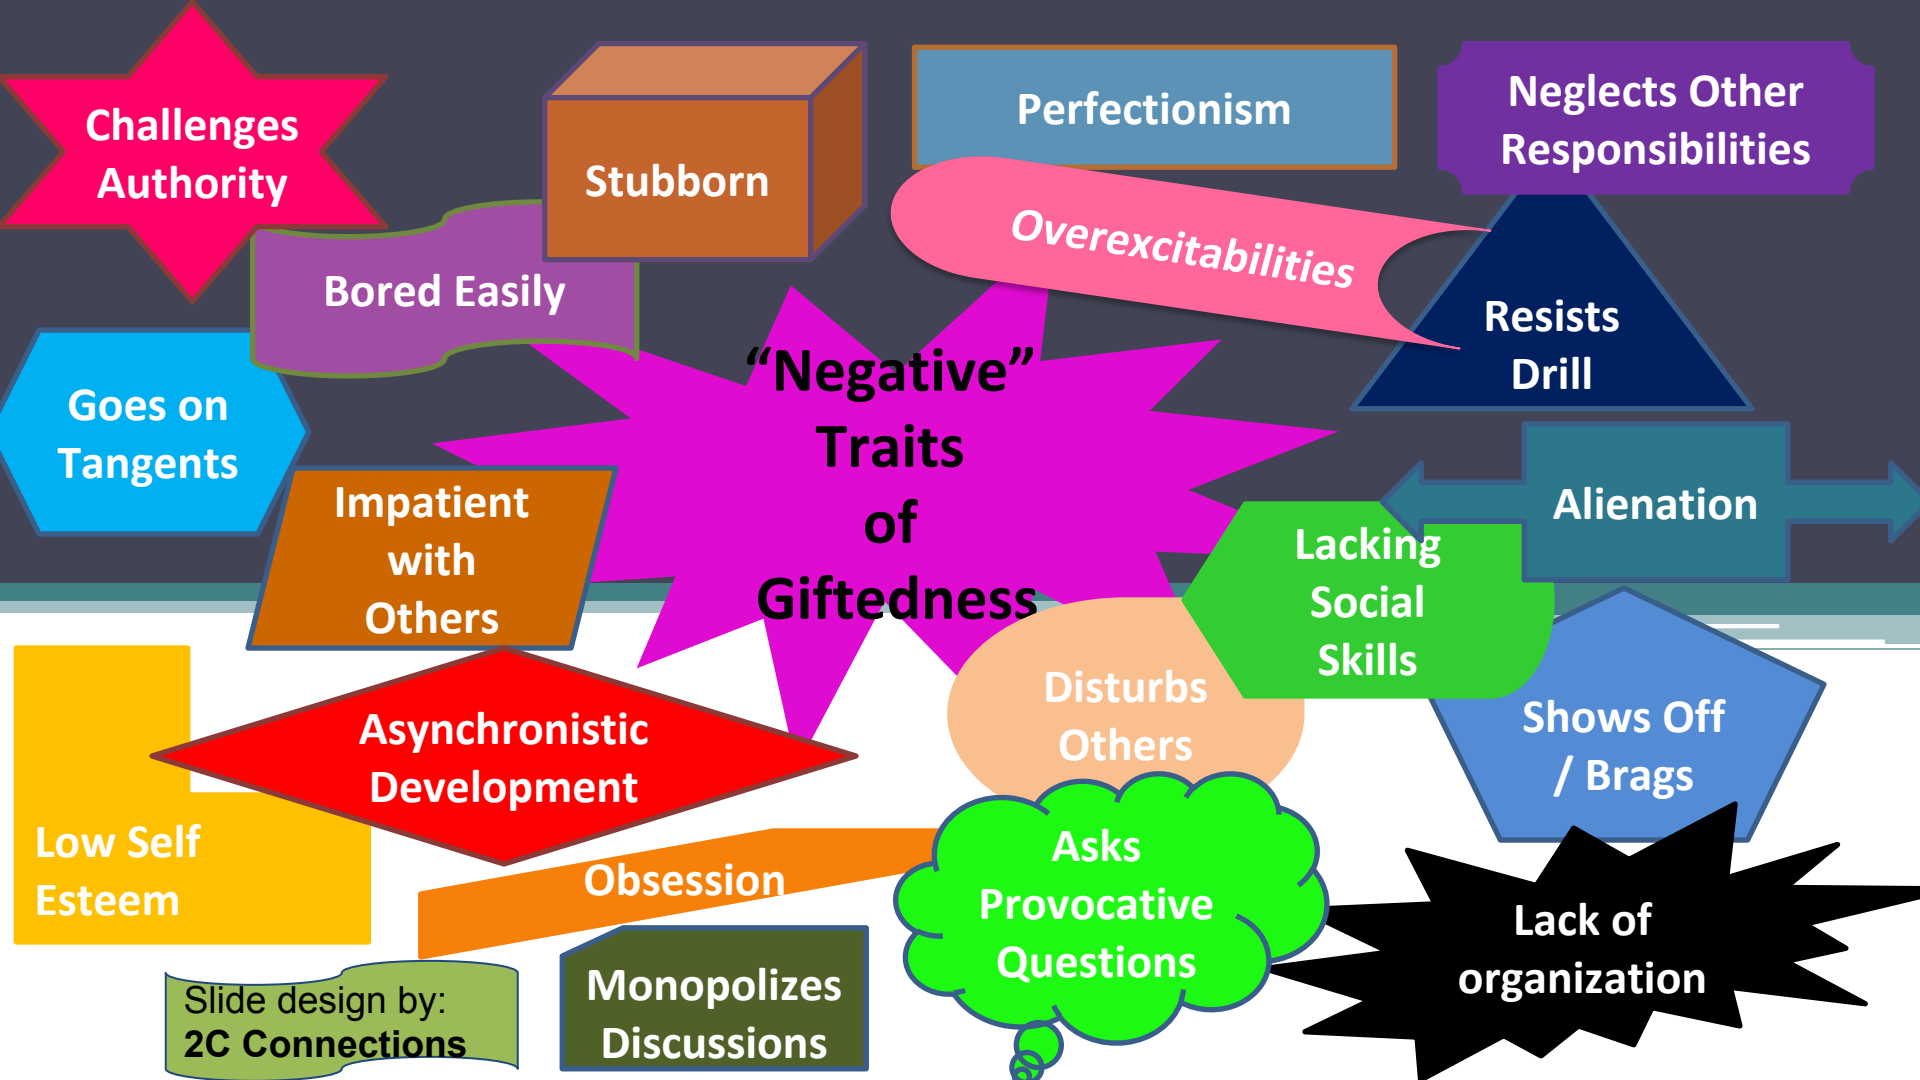 Challenges
Authority
Stubborn
Perfectionism
Neglects Other
Responsibilities
Bored Easily
Overexcitabilities
Resists
Drill
Goes on
Tangents
“Negative”
Traits
of
Giftedness
Impatient
with
Others
Alienation
Lacking
Social
Skills
Asynchronistic
Development
Disturbs
Others
Shows Off
/ Brags
Low Self
Esteem
Obsession
Asks
Provocative
Questions
Lack of
organization
Monopolizes
Discussions
Slide design by:
2C Connections